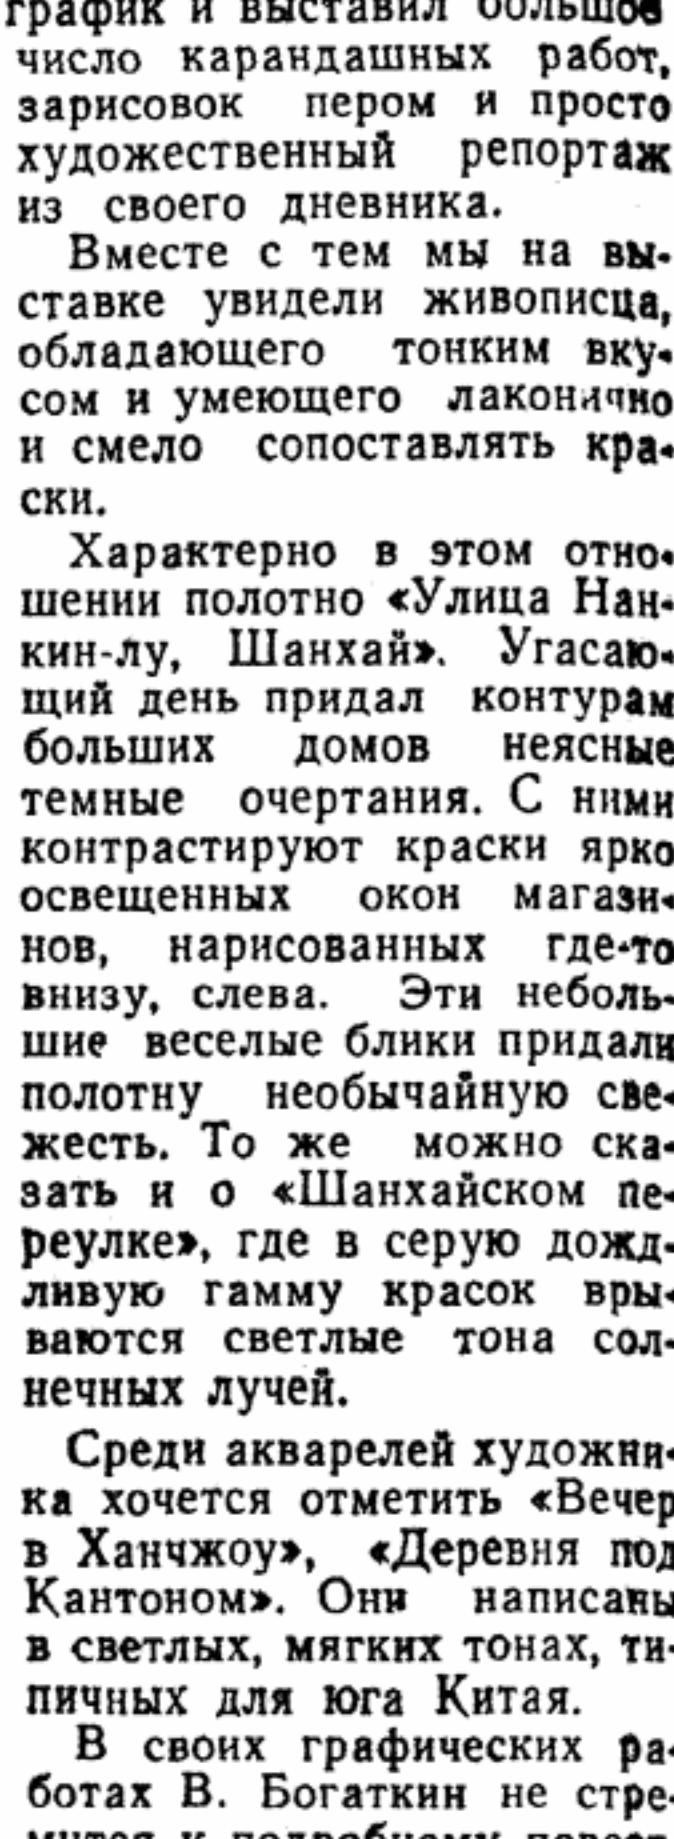 график и выставил большое
число карандашных работ,
зарисовок пером и просто
художественный репортаж
из своего дневника.
Вместе с тем мы на вы-
ставке увидели живописца,
обладающего тонким вку-
сом и умеющего лаконично
и смело сопоставлять кра-
ски.
Характерно в этом отно-
шении полотно «Улица Нан-
кин-лу, Шанхай». Угасаю-
щий день придал контурам
больших домов неясные
темные очертания. С ними
контрастируют краски ярко
освещенных окон магази-
нов, нарисованных где-то
внизу, слева. Эти неболь-
шие веселые блики придали
полотну необычайную све-
жесть. То же можно ска-
зать и о «Шанхайском пе-
реулке», где в серую дожд-
ливую гамму красок вры-
ваются светлые тона сол-
нечных лучей.
Среди акварелей художни-
ка хочется отметить «Вечер
в Ханчжоу», «Деревня под
Кантоном». Они написаны
в светлых, мягких тонах, ти-
пичных для юга Китая.
В своих графических ра-
ботах В. Богаткин не стре-